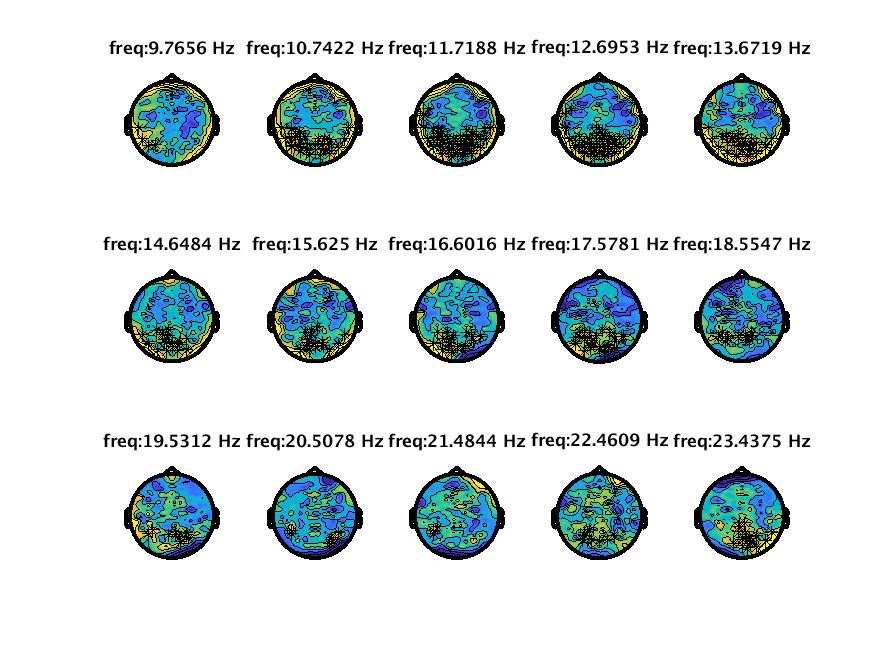 freq:9.7656 Hz freq:10.7422 Hz freq:11.7188 Hz freq:12.6953 Hz freq:13.6719 Hz
freq:14.6484 Hz freq:15.625 Hz freq:16.6016 Hz freq:17.5781 Hz freq:18.5547 Hz
freq:19.5312 Hz freq:20.5078 Hz freq:21.4844 Hz freq:22.4609 Hz freq:23.4375 Hz